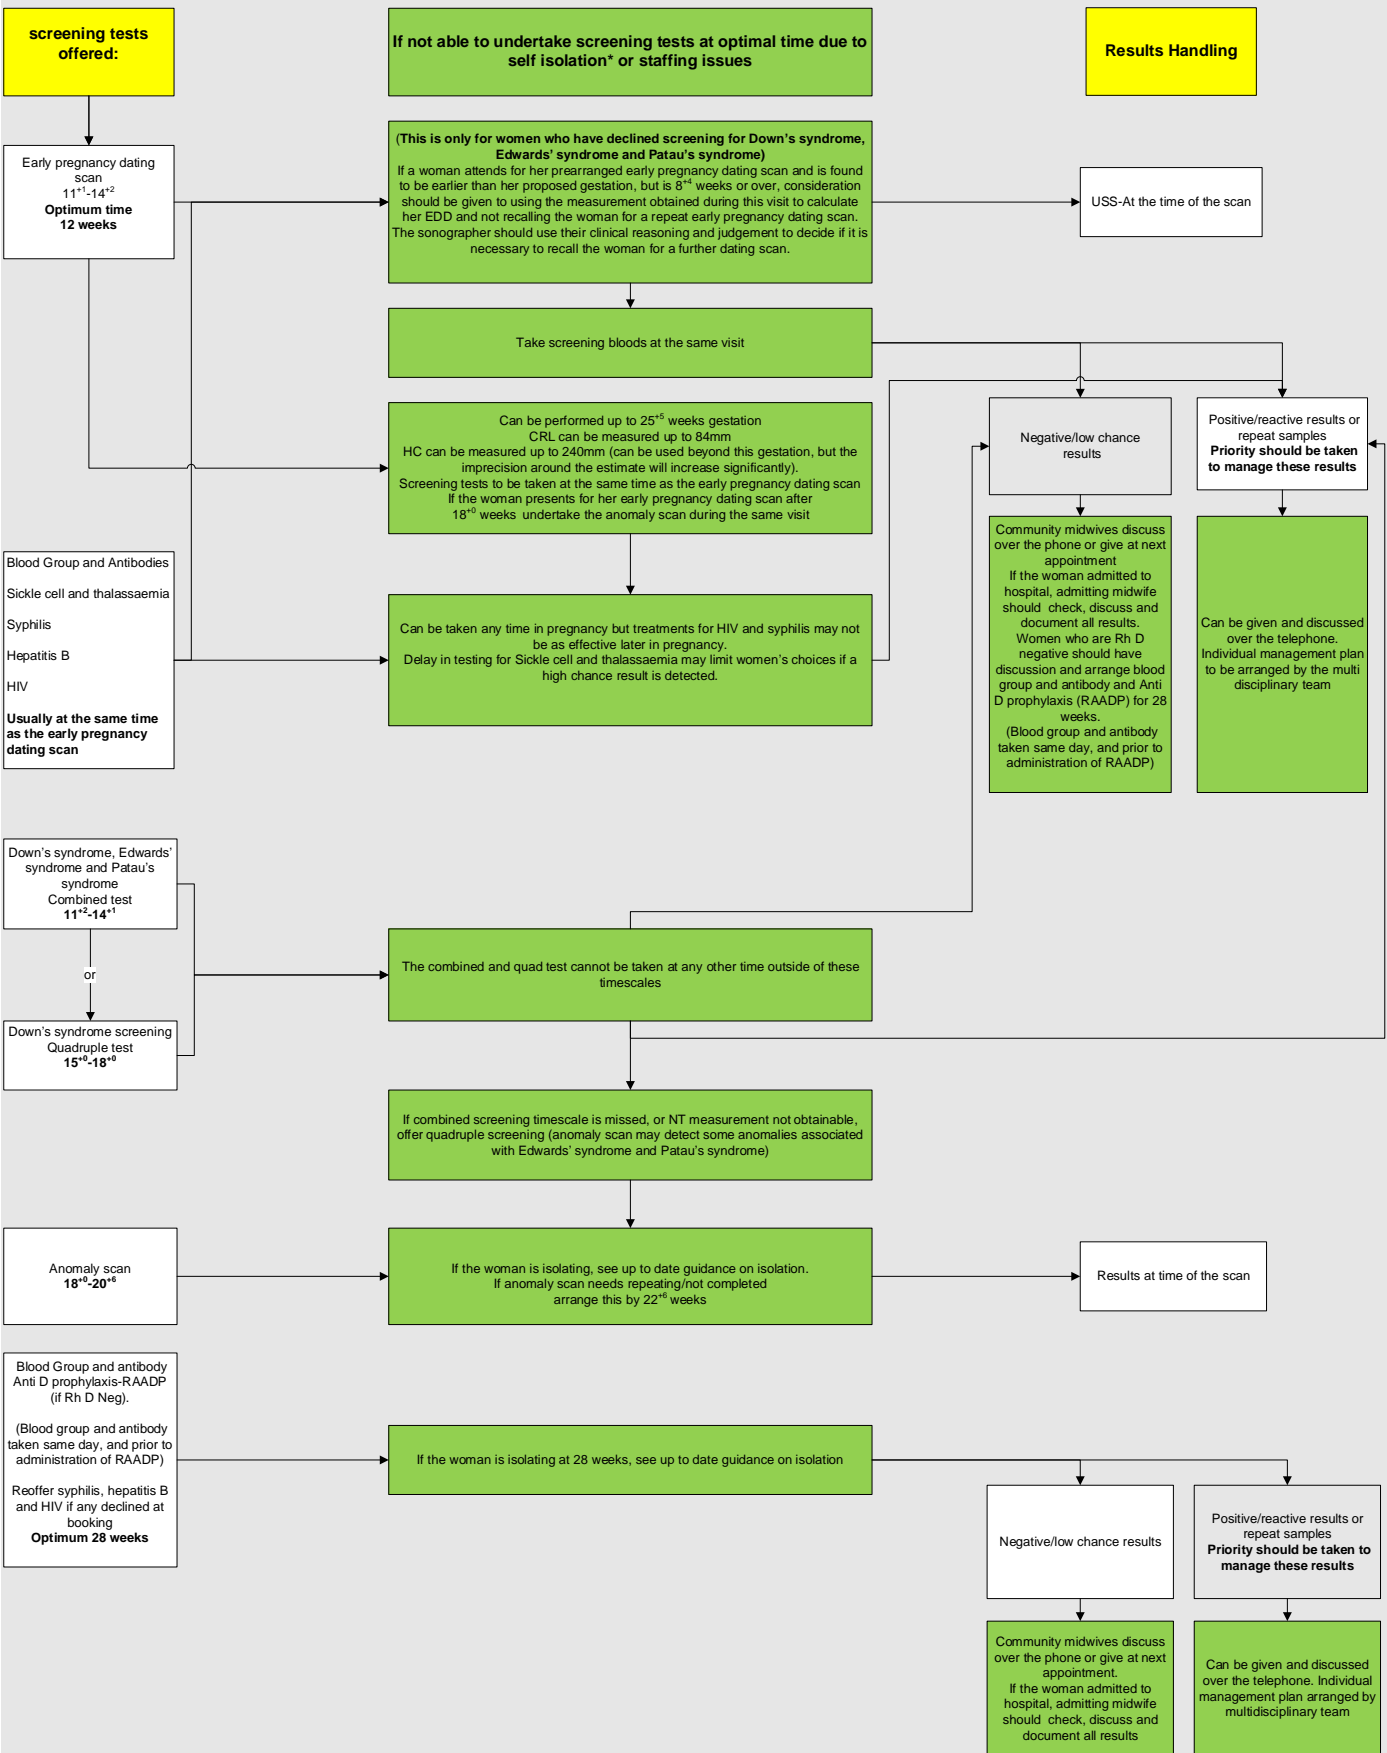 screening tests
offered:
If not able to undertake screening tests at optimal time due to
self isolation* or staffing issues
Results Handling
Early pregnancy dating
scan
11+1-14+2
Optimum time
12 weeks
(This is only for women who have declined screening for Down's syndrome,
Edwards' syndrome and Patau's syndrome)
If a woman attends for her prearranged early pregnancy dating scan and is found
to be earlier than her proposed gestation, but is 8+4 weeks or over, consideration
should be given to using the measurement obtained during this visit to calculate
her EDD and not recalling the woman for a repeat early pregnancy dating scan.
The sonographer should use their clinical reasoning and judgement to decide if it is
necessary to recall the woman for a further dating scan.
USS-At the time of the scan
Take screening bloods at the same visit
Can be performed up to 25+5 weeks gestation
CRL can be measured up to 84mm
HC can be measured up to 240mm (can be used beyond this gestation, but the
imprecision around the estimate will increase significantly).
Screening tests to be taken at the same time as the early pregnancy dating scan
If the woman presents for her early pregnancy dating scan after
18+0 weeks undertake the anomaly scan during the same visit
Negative/low chance
results
Positive/reactive results or
repeat samples
Priority should be taken
to manage these results
Blood Group and Antibodies
Sickle cell and thalassaemia
Syphilis
Hepatitis B
HIV
Usually at the same time
as the early pregnancy
dating scan
Can be taken any time in pregnancy but treatments for HIV and syphilis may not
be as effective later in pregnancy.
Delay in testing for Sickle cell and thalassaemia may limit women's choices if a
high chance result is detected.
Community midwives discuss
over the phone or give at next
appointment
If the woman admitted to
hospital, admitting midwife
should check, discuss and
document all results.
Women who are Rh D
negative should have
discussion and arrange blood
group and antibody and Anti
D prophylaxis (RAADP) for 28
weeks.
(Blood group and antibody
taken same day, and prior to
administration of RAADP)
Can be given and discussed
over the telephone.
Individual management plan
to be arranged by the multi
disciplinary team
Down's syndrome, Edwards'
syndrome and Patau's
syndrome
Combined test
11+2-14+1
or
Down's syndrome screening
Quadruple test
15+0-18+0
The combined and quad test cannot be taken at any other time outside of these
timescales
If combined screening timescale is missed, or NT measurement not obtainable,
offer quadruple screening (anomaly scan may detect some anomalies associated
with Edwards' syndrome and Patau's syndrome)
Anomaly scan
18+0-20+6
If the woman is isolating, see up to date guidance on isolation.
If anomaly scan needs repeating/not completed
arrange this by 22+6 weeks
Results at time of the scan
Blood Group and antibody
Anti D prophylaxis-RAADP
(if Rh D Neg).
(Blood group and antibody
taken same day, and prior to
administration of RAADP)
Reoffer syphilis, hepatitis B
and HIV if any declined at
booking
Optimum 28 weeks
If the woman is isolating at 28 weeks, see up to date guidance on isolation
Negative/low chance results
Positive/reactive results or
repeat samples
Priority should be taken to
manage these results
Community midwives discuss
over the phone or give at next
appointment.
If the woman admitted to
hospital, admitting midwife
should check, discuss and
document all results
Can be given and discussed
over the telephone. Individual
management plan arranged by
multidisciplinary team